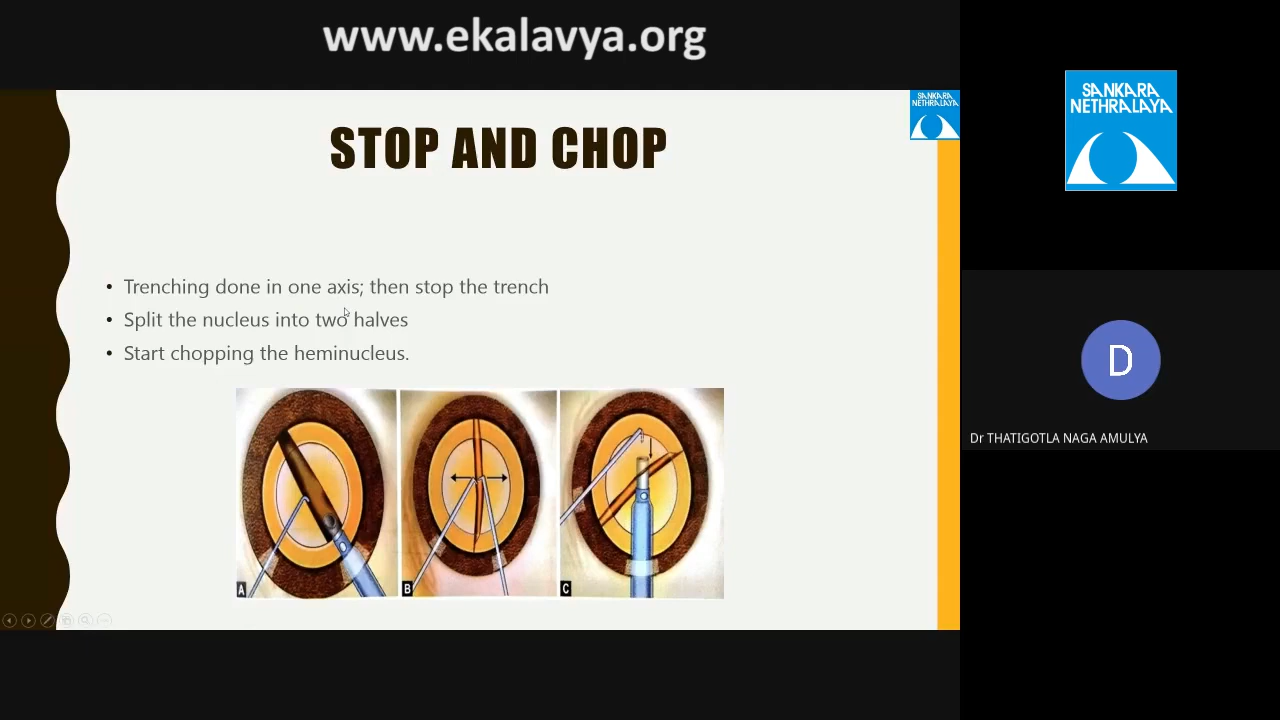 www.ekalavya.org
SANKARA
NETHRALAYA
STOP AND CHOP
• Trenching done in one axis; then stop the trench
• Split the nucleus into two halves
• Start chopping the heminucleus.
A
B
C
SANKARA
NETHRALAYA
D
Dr THATIGOTLA NAGA AMULYA